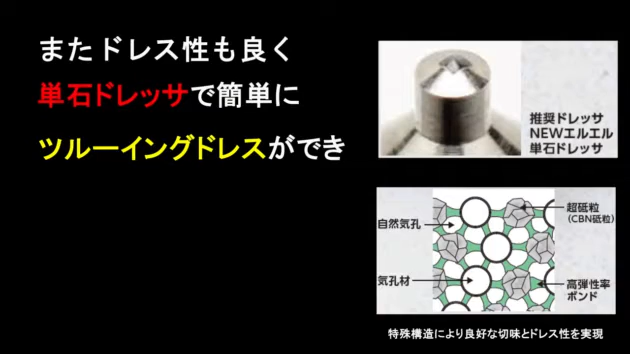 またドレス性も良く
単石ドレッサで簡単に
ツルーイングドレスができ
推奨ドレッサ
NEWエルエル
単石ドレッサ
自然気孔
超砥粒
(CBN砥粒)
気孔材
高弾性率
ボンド
特殊構造により良好な切味とドレス性を実現